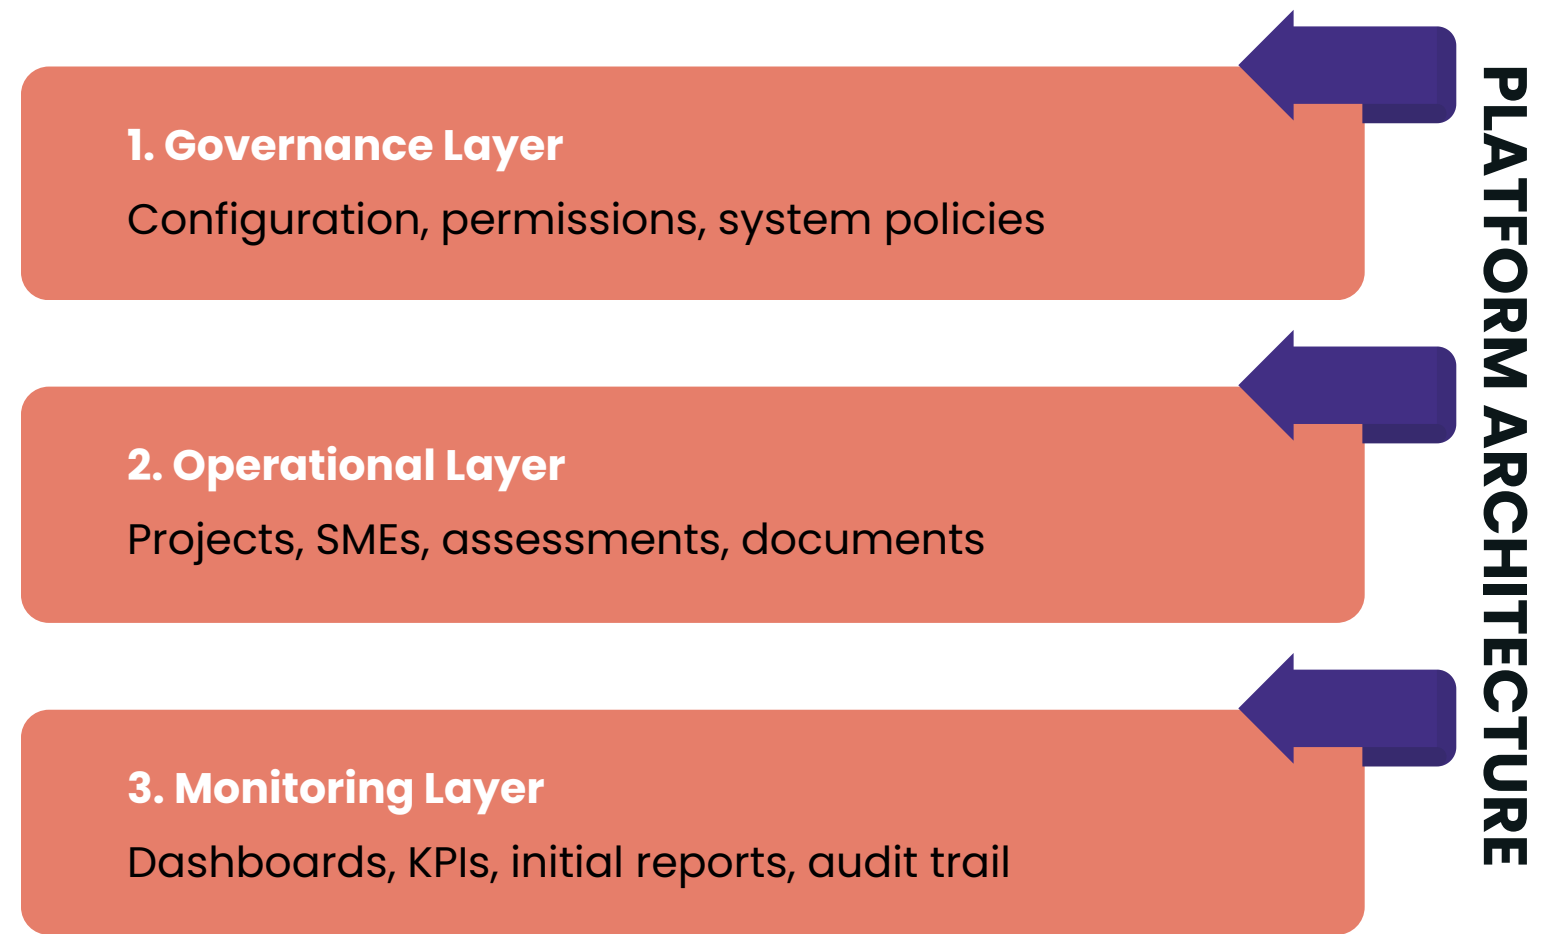 1. Governance Layer
Configuration, permissions, system policies
2. Operational Layer
Projects, SMEs, assessments, documents
3. Monitoring Layer
Dashboards, KPIs, initial reports, audit trail
PLATFORM ARCHITECTURE